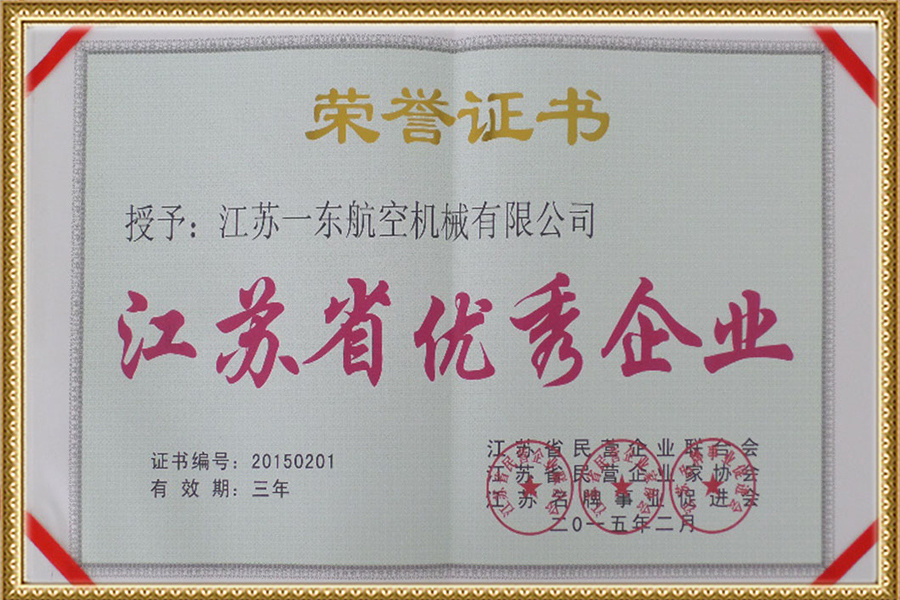 荣誉证书
授予：江苏一东航空机械有限公司
江苏省优秀企业
证书编号：20150201
有效期：三年
江苏省民营企业联合会
江苏省民营企业家协会
江苏名牌事业促进会
二0一五年二月